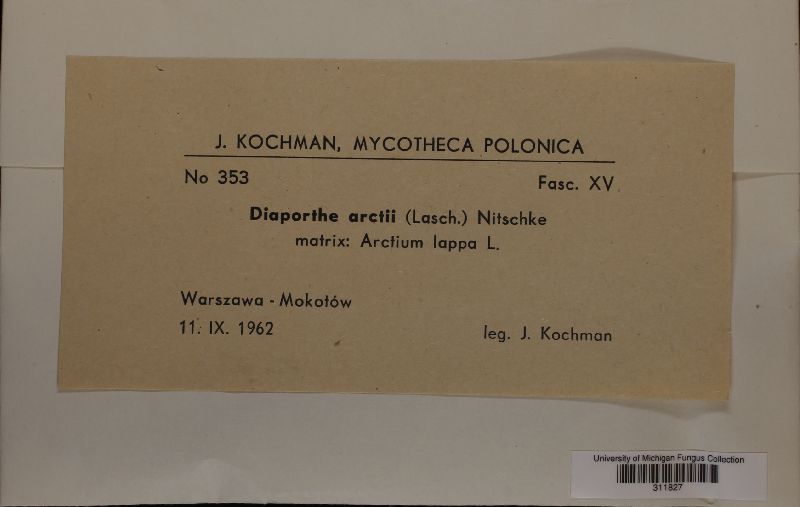 J. KOCHMAN, MYCOTHECA POLONICA
No 353 Fasc. XV
Diaporthe arctii (Lasch.) Nitschke
matrix: Arctium lappa L.
Warszawa - Mokotów
11. IX. 1962 leg. J. Kochman
University of Michigan Fungus Collection
311827